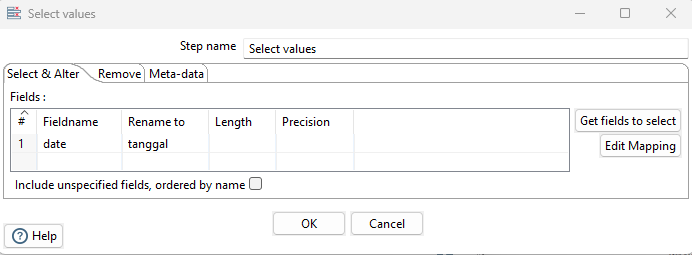 Select values
Step name Select values
Select & Alter Remove Meta-data
Fields :
# Fieldname Rename to Length Precision
1 date tanggal
Get fields to select
Edit Mapping
Include unspecified fields, ordered by name
OK Cancel
Help